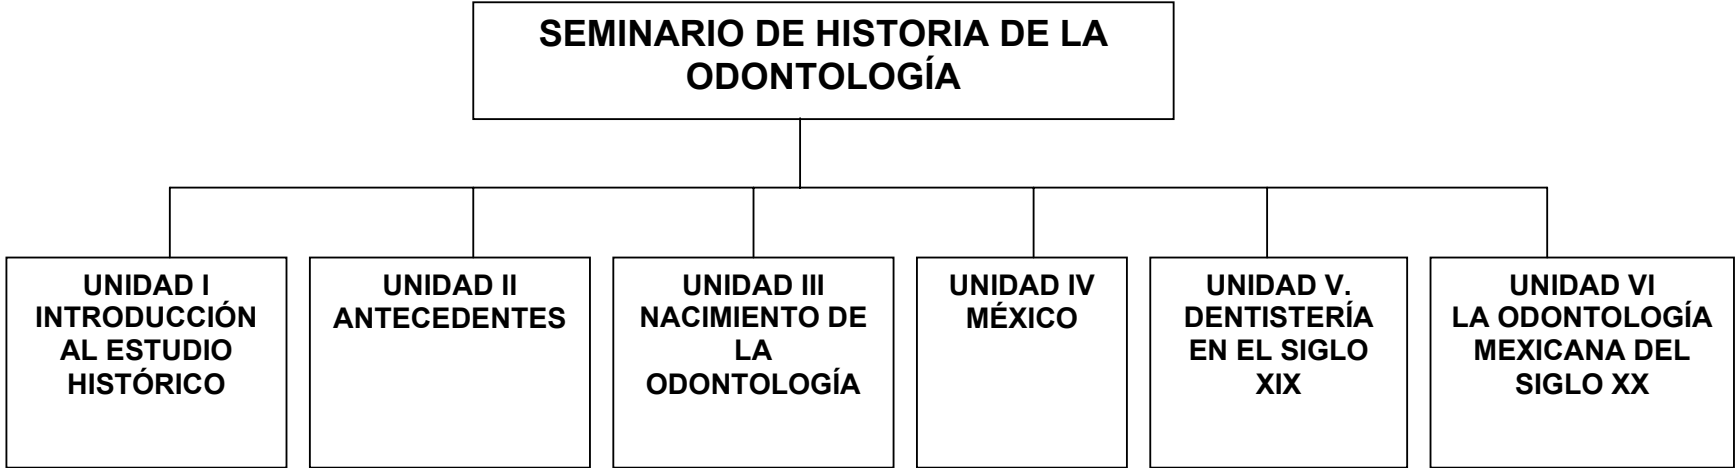 SEMINARIO DE HISTORIA DE LA
ODONTOLOGÍA
UNIDAD I
INTRODUCCIÓN
AL ESTUDIO
HISTÓRICO
UNIDAD II
ANTECEDENTES
UNIDAD III
NACIMIENTO DE
LA
ODONTOLOGÍA
UNIDAD IV
MÉXICO
UNIDAD V.
DENTISTERÍA
EN EL SIGLO
XIX
UNIDAD VI
LA ODONTOLOGÍA
MEXICANA DEL
SIGLO XX